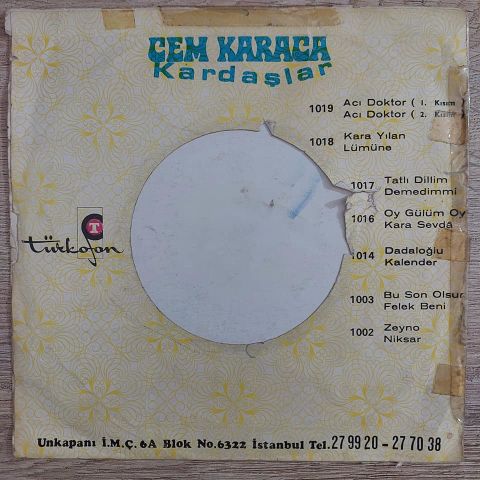 CEM KARACA
Kardaşlar
1019 Acı Doktor ( 1. Kısım )
Acı Doktor ( 2. Kısım
1018 Kara Yılan
Lümüne
1017 Tatlı Dillim
Demedimmi
1016 Oy Gülüm Oy
Kara Sevdâ
1014 Dadaloğlu
Kalender
1003 Bu Son Olsun
Felek Beni
1002 Zeyno
Niksar
T
türkofon
Unkapanı İ.M.Ç. 6A Blok No.6322 İstanbul Tel.27 99 20 - 27 70 38